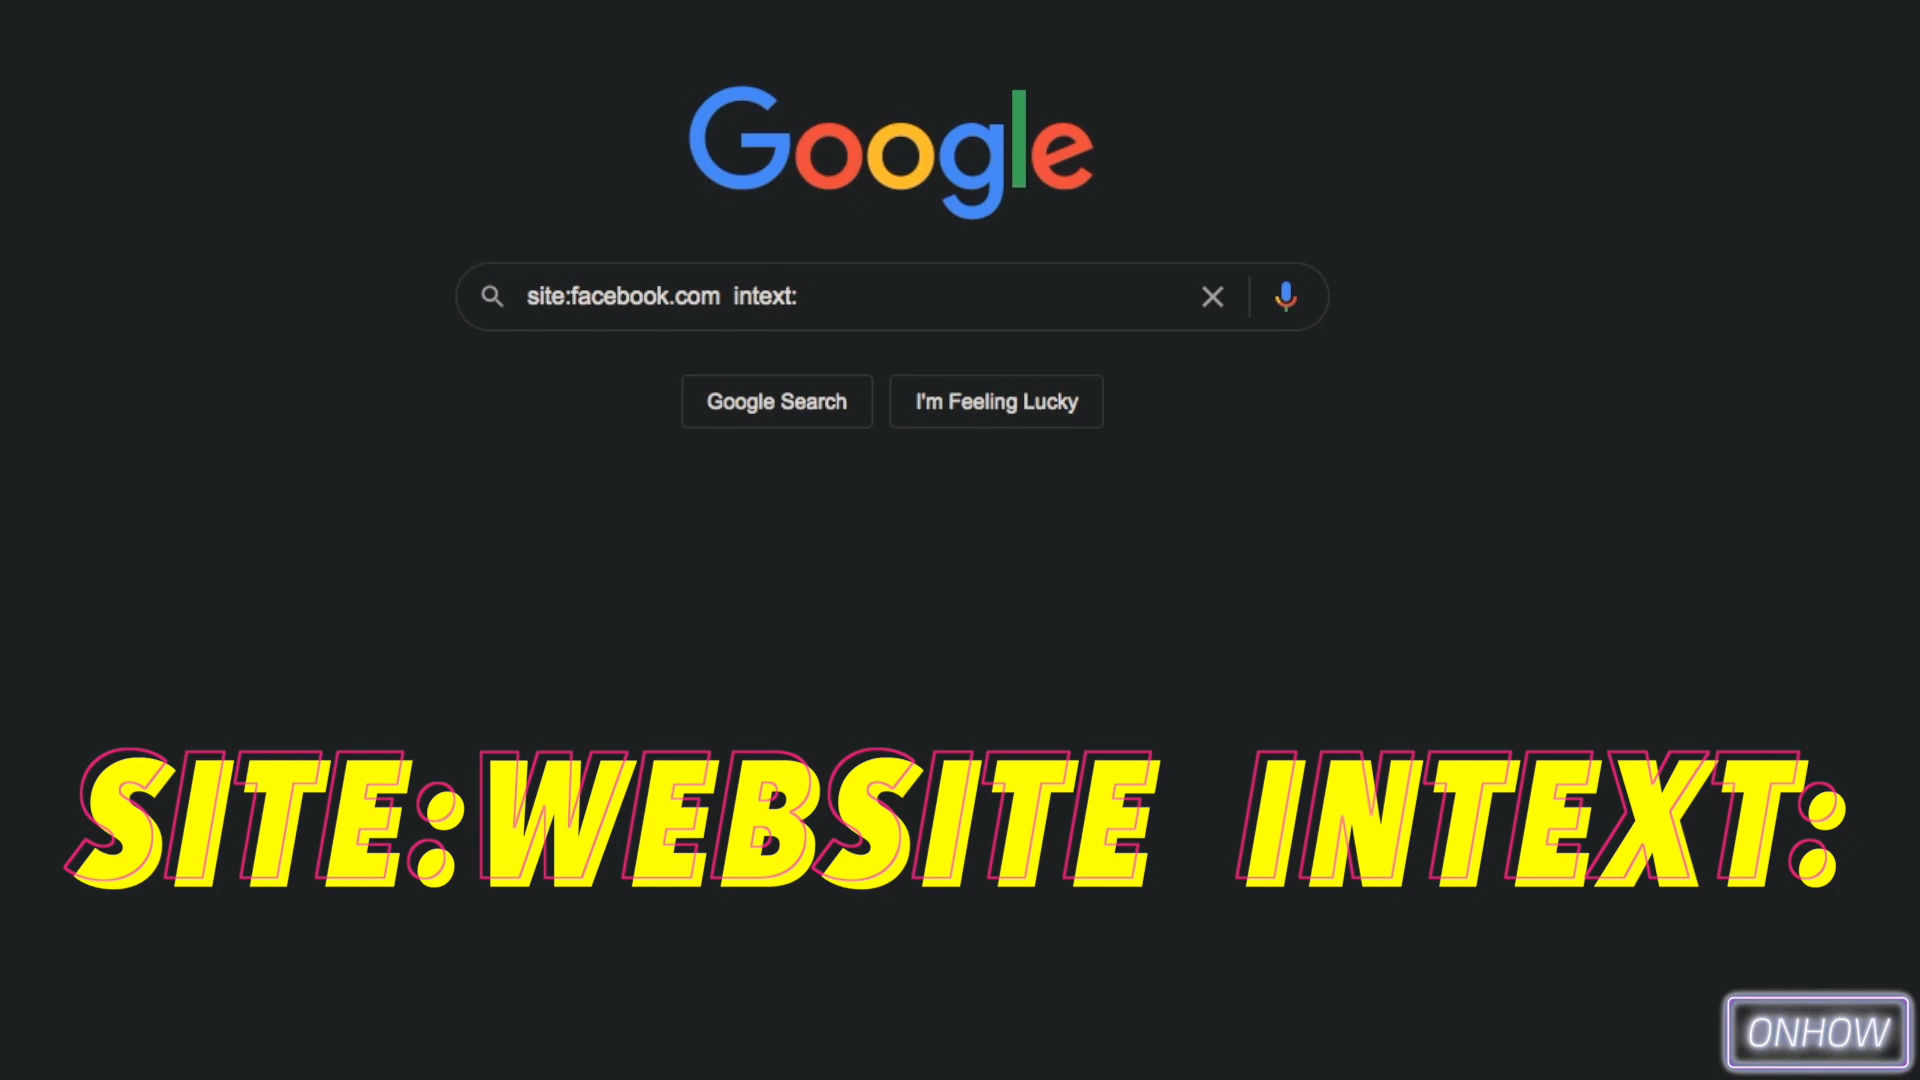 Google
site:facebook.com  intext:
Google Search
I'm Feeling Lucky
SITE:WEBSITE  INTEXT:
ONHOW